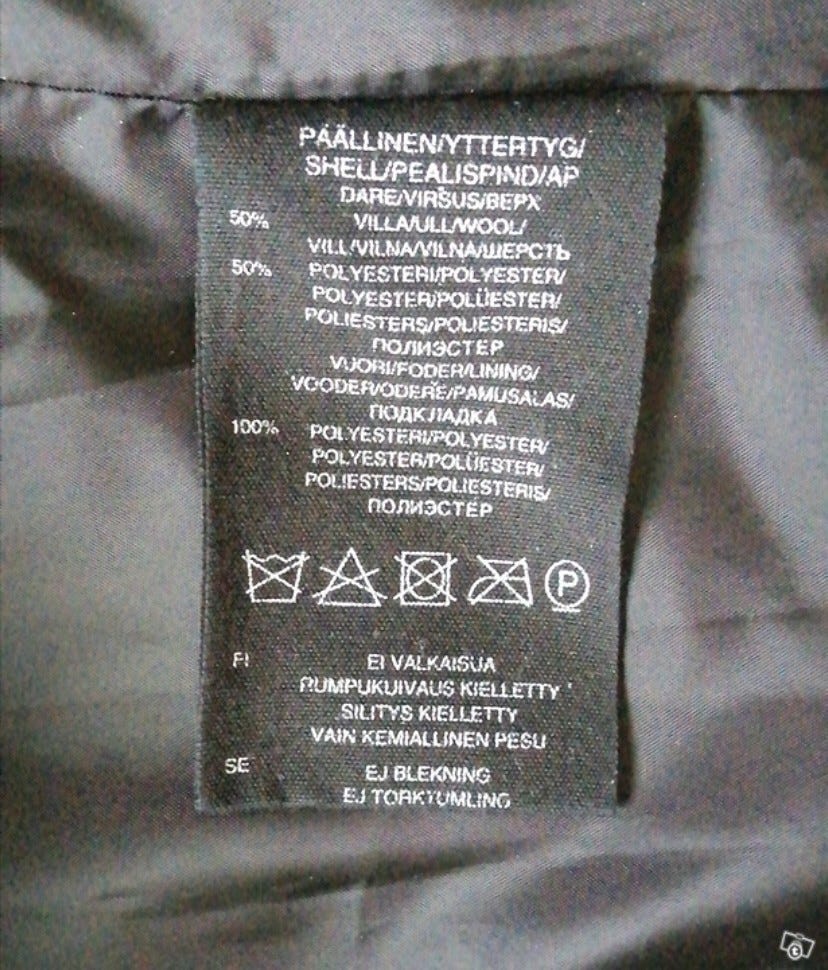 PÄÄLLINEN/YTTERTYG/
SHELL/PEALISPIND/AP
DARE/VIRŠUS/ВЕРХ
50% VILLA/ULL/WOOL/
VILL/VILNA/VILNA/ШЕРСТЬ
50% POLYESTERI/POLYESTER/
POLYESTER/POLÜESTER/
POLIESTERS/POLIESTERIS/
ПОЛИЭСТЕР
VUORI/FODER/LINING/
VOODER/ODERE/PAMUŠALAS/
ПОДКЛАДКА
100% POLYESTERI/POLYESTER/
POLYESTER/POLÜESTER/
POLIESTERS/POLIESTERIS/
ПОЛИЭСТЕР
P
FI EI VALKAISUA
RUMPUKUIVAUS KIELLETTY
SILITYS KIELLETTY
VAIN KEMIALLINEN PESU
SE EJ BLEKNING
EJ TORKTUMLING
t